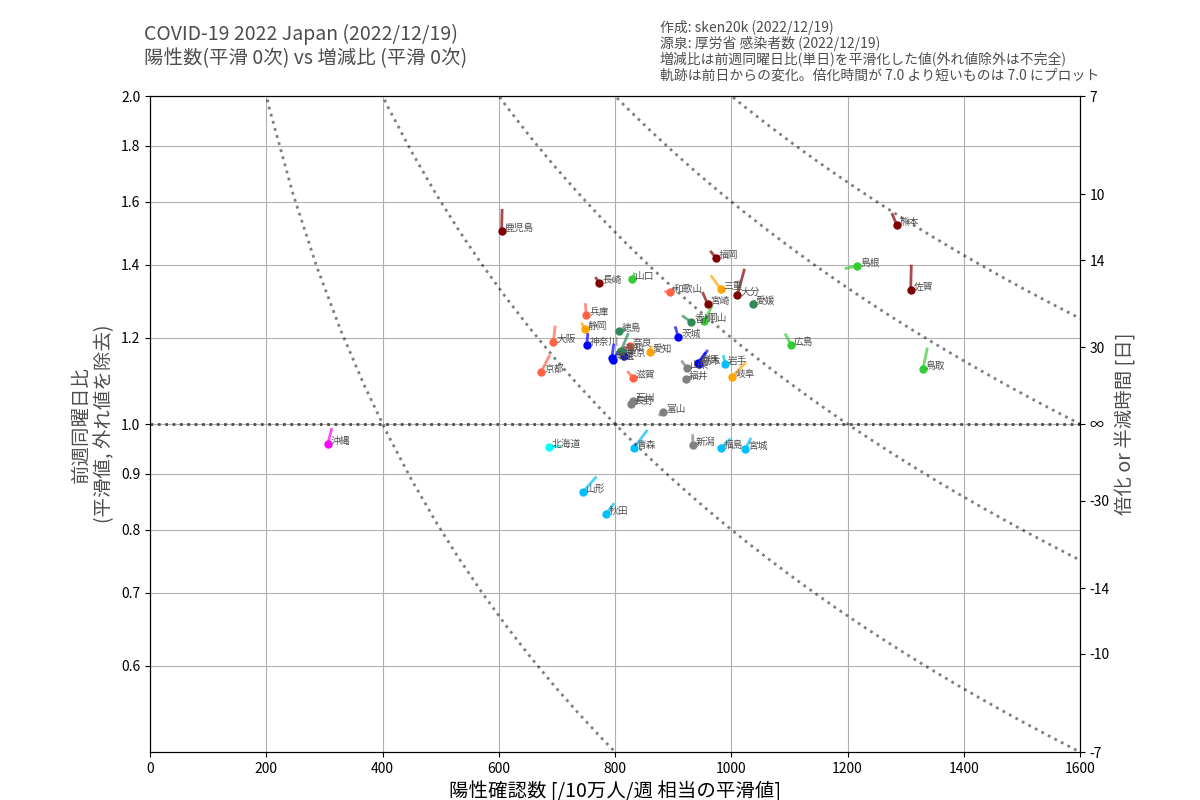 COVID-19 2022 Japan (2022/12/19)
陽性数(平滑 0次) vs 増減比 (平滑 0次)
作成: sken20k (2022/12/19)
源泉: 厚労省 感染者数 (2022/12/19)
増減比は前週同曜日比(単日)を平滑化した値(外れ値除外は不完全)
軌跡は前日からの変化。倍化時間が 7.0 より短いものは 7.0 にプロット
2.0
1.8
1.6
1.4
1.2
1.0
0.9
0.8
0.7
0.6
前週同曜日比
(平滑値, 外れ値を除去)
7
10
14
30
∞
-30
-14
-10
-7
倍化 or 半減時間 [日]
鹿児島
熊本
福岡
島根
長崎
山口
和歌山
三重
大分
佐賀
宮崎
愛媛
兵庫
静岡
香川
岡山
徳島
茨城
大阪
神奈川
奈良
東京
愛知
広島
岩手
鳥取
京都
滋賀
福井
岐阜
石川
長野
富山
沖縄
北海道
青森
新潟
福島
宮城
山形
秋田
0
200
400
600
800
1000
1200
1400
1600
陽性確認数 [/10万人/週 相当の平滑値]